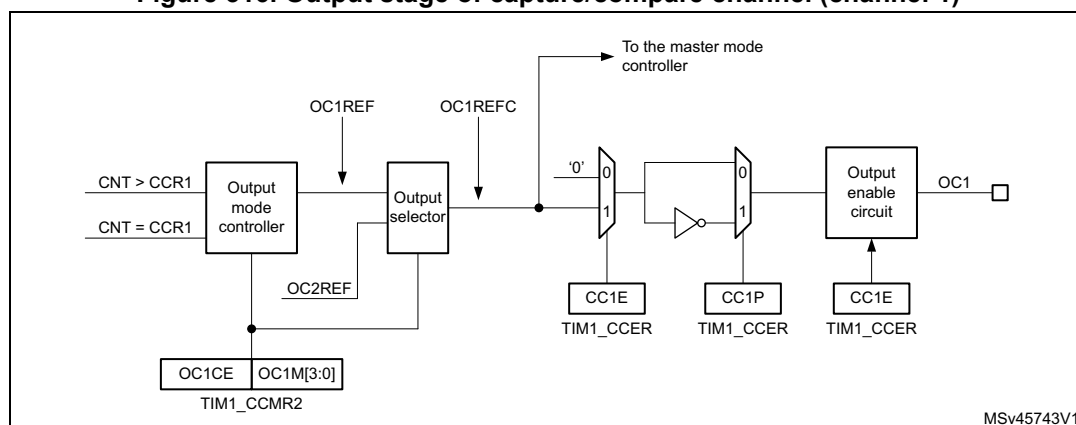 Figure Output stage of capture/compare channel (channel 1)
To the master mode
controller
OC1REF
OC1REFC
CNT > CCR1
CNT = CCR1
Output
mode
controller
Output
selector
OC2REF
'0'
0
1
0
1
Output
enable
circuit
OC1
CC1E
TIM1_CCER
CC1P
TIM1_CCER
CC1E
TIM1_CCER
OC1CE
OC1M[3:0]
TIM1_CCMR2
MSv45743V1